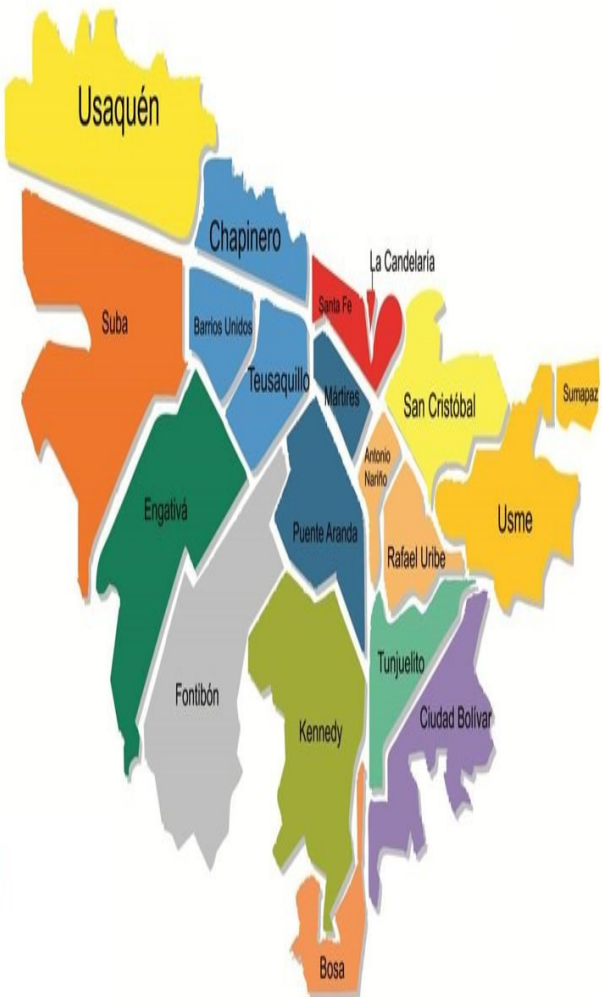 Usaquén
Chapinero
La Candelaria
Santa Fe
Suba
Barrios Unidos
Teusaquillo
Mártires
San Cristóbal
Sumapaz
Antonio
Nariño
Engativá
Puente Aranda
Usme
Rafael Uribe
Tunjuelito
Fontibón
Kennedy
Ciudad Bolívar
Bosa